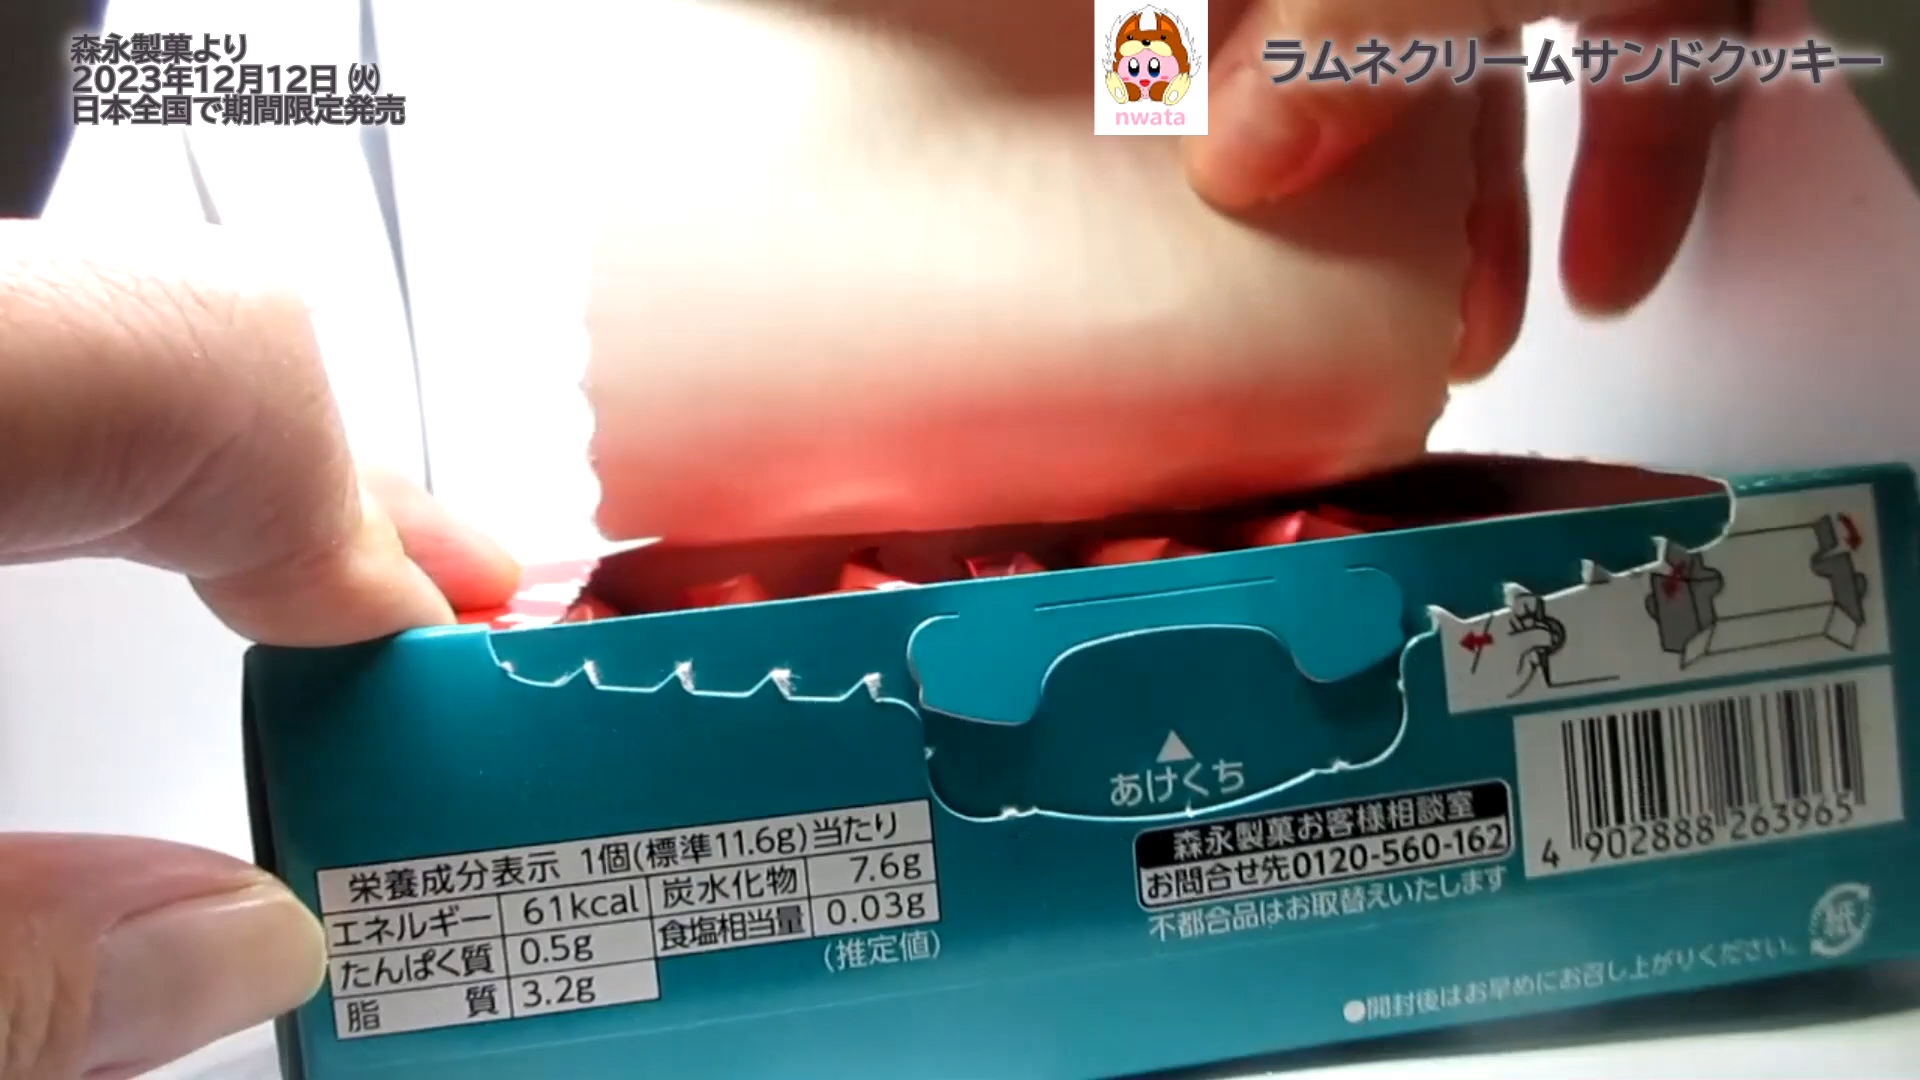 森永製菓より
2023年12月12日㈫
日本全国で期間限定発売
nwata
ラムネクリームサンドクッキー
あけくち
栄養成分表示 1個(標準11.6g)当たり
エネルギー 61kcal 炭水化物 7.6g
たんぱく質 0.5g 食塩相当量 0.03g
脂質 3.2g
(推定値)
森永製菓お客様相談室
お問合せ先0120-560-162
不都合品はお取替えいたします
4 902888 263965
紙
●開封後はお早めにお召し上がりください。